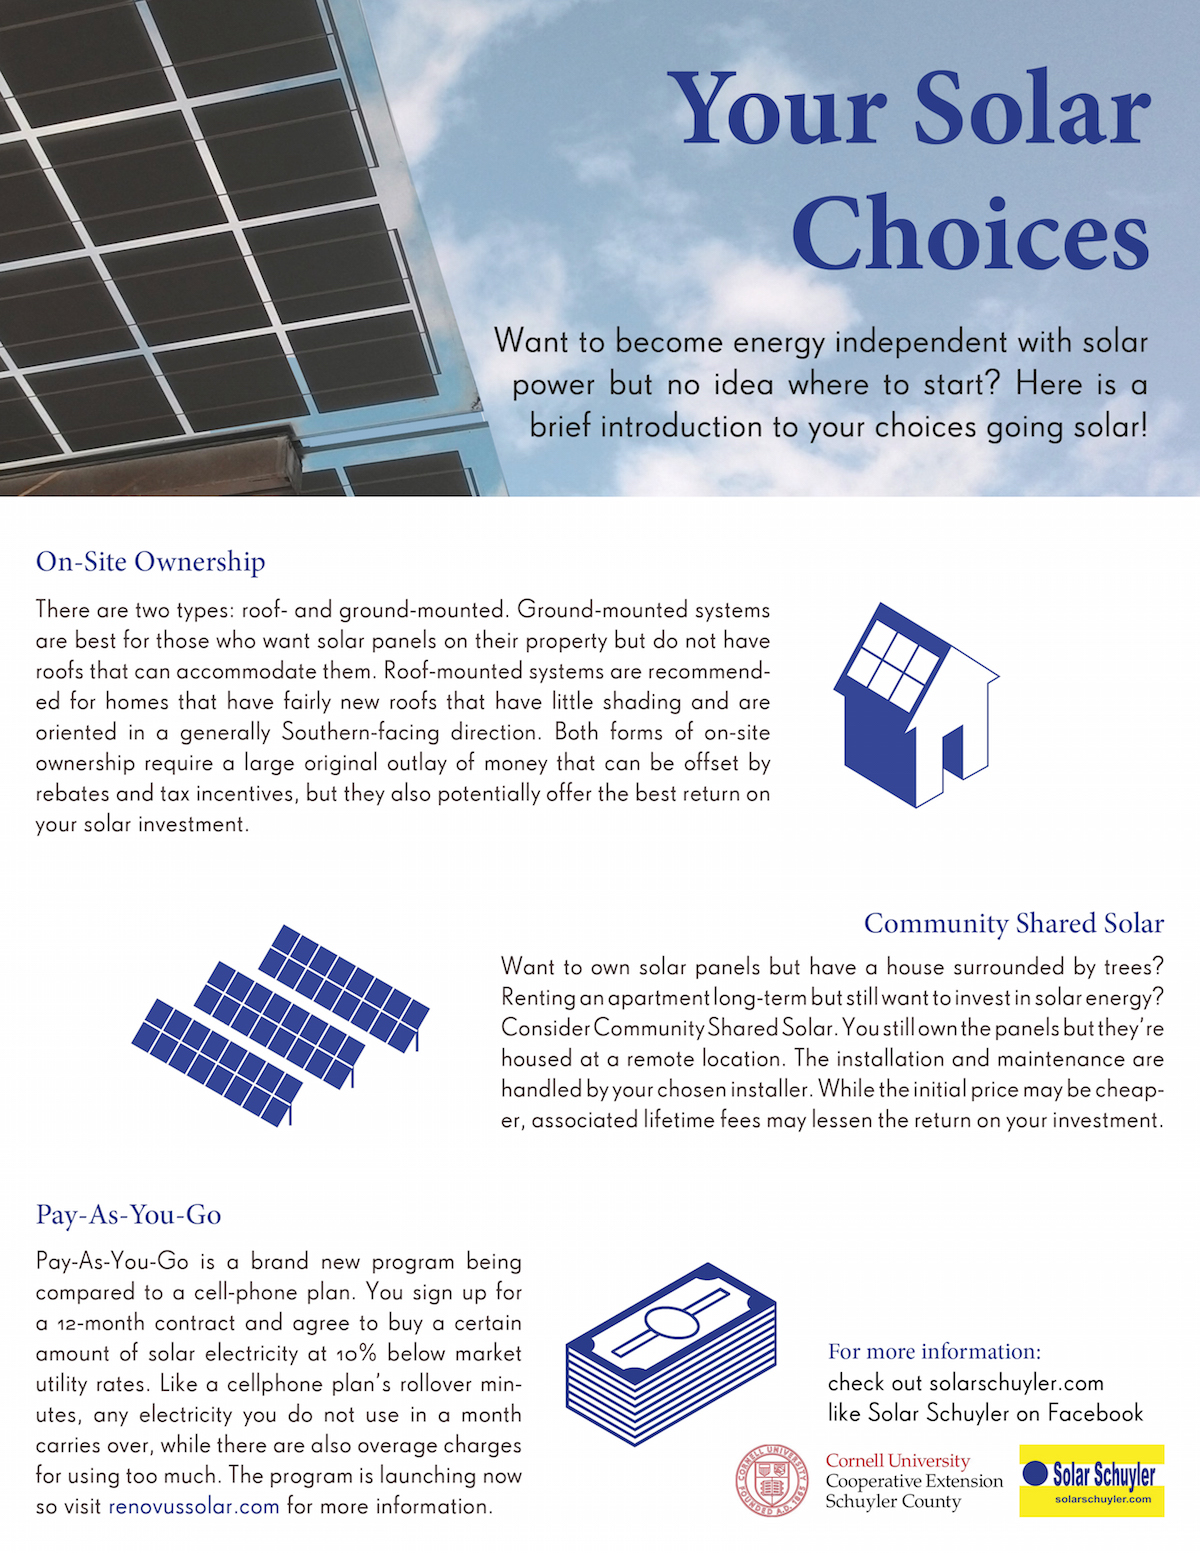 Your Solar
Choices
Want to become energy independent with solar
power but no idea where to start? Here is a
brief introduction to your choices going solar!
On-Site Ownership
There are two types: roof- and ground-mounted. Ground-mounted systems
are best for those who want solar panels on their property but do not have
roofs that can accommodate them. Roof-mounted systems are recommend-
ed for homes that have fairly new roofs that have little shading and are
oriented in a generally Southern-facing direction. Both forms of on-site
ownership require a large original outlay of money that can be offset by
rebates and tax incentives, but they also potentially offer the best return on
your solar investment.
Community Shared Solar
Want to own solar panels but have a house surrounded by trees?
Renting an apartment long-term but still want to invest in solar energy?
Consider Community Shared Solar. You still own the panels but they're
housed at a remote location. The installation and maintenance are
handled by your chosen installer. While the initial price may be cheap-
er, associated lifetime fees may lessen the return on your investment.
Pay-As-You-Go
Pay-As-You-Go is a brand new program being
compared to a cell-phone plan. You sign up for
a 12-month contract and agree to buy a certain
amount of solar electricity at 10% below market
utility rates. Like a cellphone plan's rollover min-
utes, any electricity you do not use in a month
carries over, while there are also overage charges
for using too much. The program is launching now
so visit renovussolar.com for more information.
For more information:
check out solarschuyler.com
like Solar Schuyler on Facebook
CORNELL UNIVERSITY
FOUNDED A.D. 1865
Cornell University
Cooperative Extension
Schuyler County
Solar Schuyler
solarschuyler.com